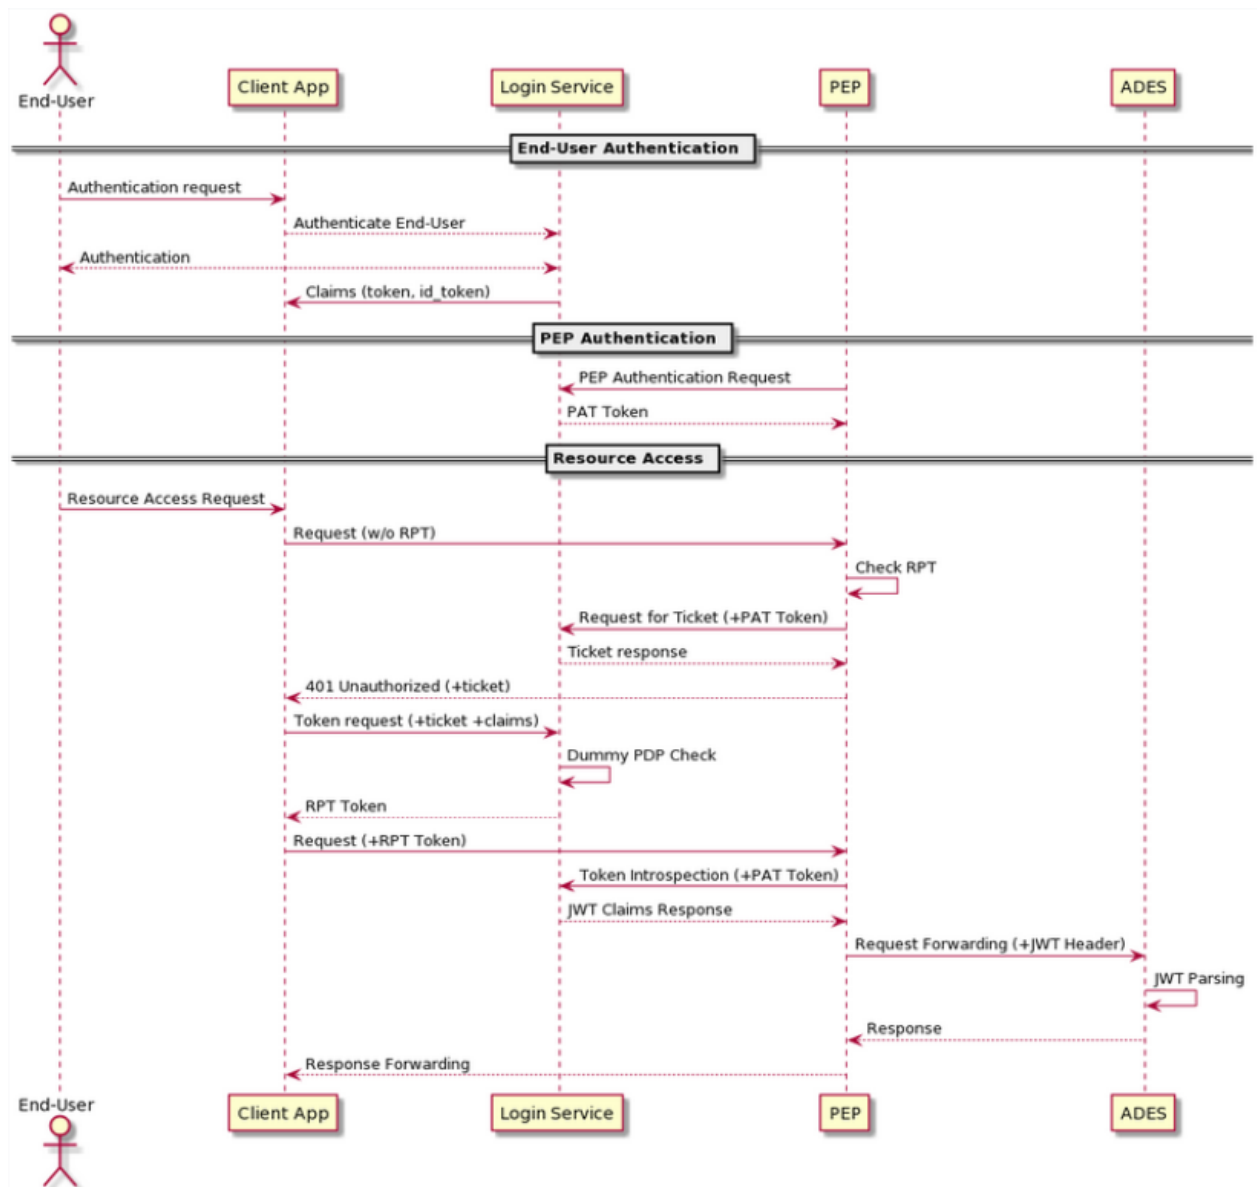 End-User
Client App
Login Service
PEP
ADES
End-User Authentication
Authentication request
Authenticate End-User
Authentication
Claims (token, id_token)
PEP Authentication
PEP Authentication Request
PAT Token
Resource Access
Resource Access Request
Request (w/o RPT)
Check RPT
Request for Ticket (+PAT Token)
Ticket response
401 Unauthorized (+ticket)
Token request (+ticket +claims)
Dummy PDP Check
RPT Token
Request (+RPT Token)
Token Introspection (+PAT Token)
JWT Claims Response
Request Forwarding (+JWT Header)
JWT Parsing
Response
Response Forwarding
End-User
Client App
Login Service
PEP
ADES